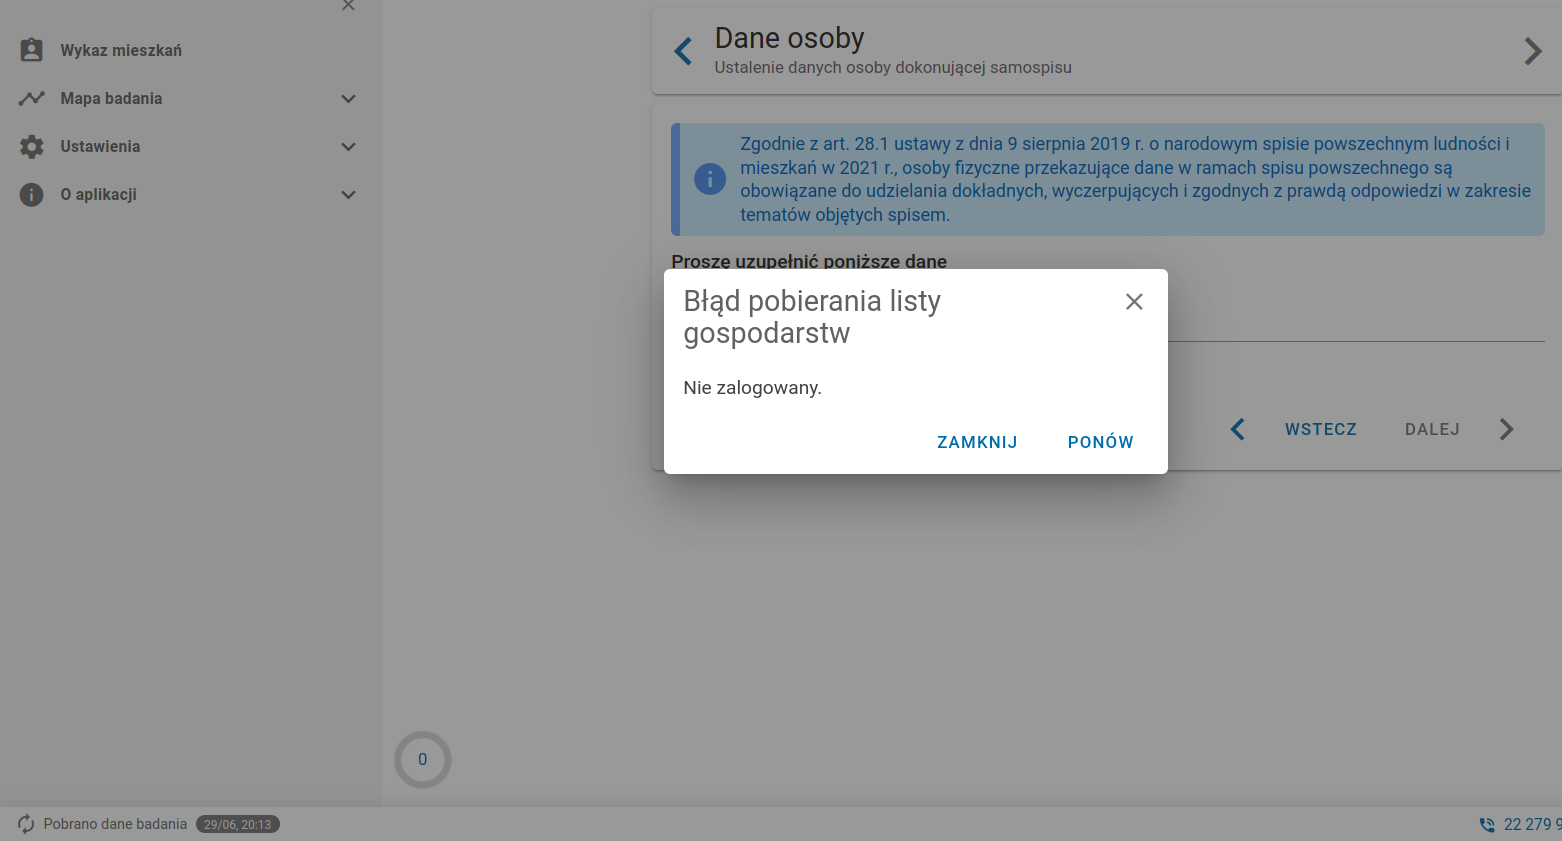 Wykaz mieszkań
Mapa badania
Ustawienia
O aplikacji
Dane osoby
Ustalenie danych osoby dokonującej samospisu
Zgodnie z art. 28.1 ustawy z dnia 9 sierpnia 2019 r. o narodowym spisie powszechnym ludności i
mieszkań w 2021 r., osoby fizyczne przekazujące dane w ramach spisu powszechnego są
obowiązane do udzielania dokładnych, wyczerpujących i zgodnych z prawdą odpowiedzi w zakresie
tematów objętych spisem.
Proszę uzupełnić poniższe dane
Błąd pobierania listy
gospodarstw
Nie zalogowany.
ZAMKNIJ PONÓW
WSTECZ DALEJ
0
Pobrano dane badania 29/06, 20:13
22 279 9